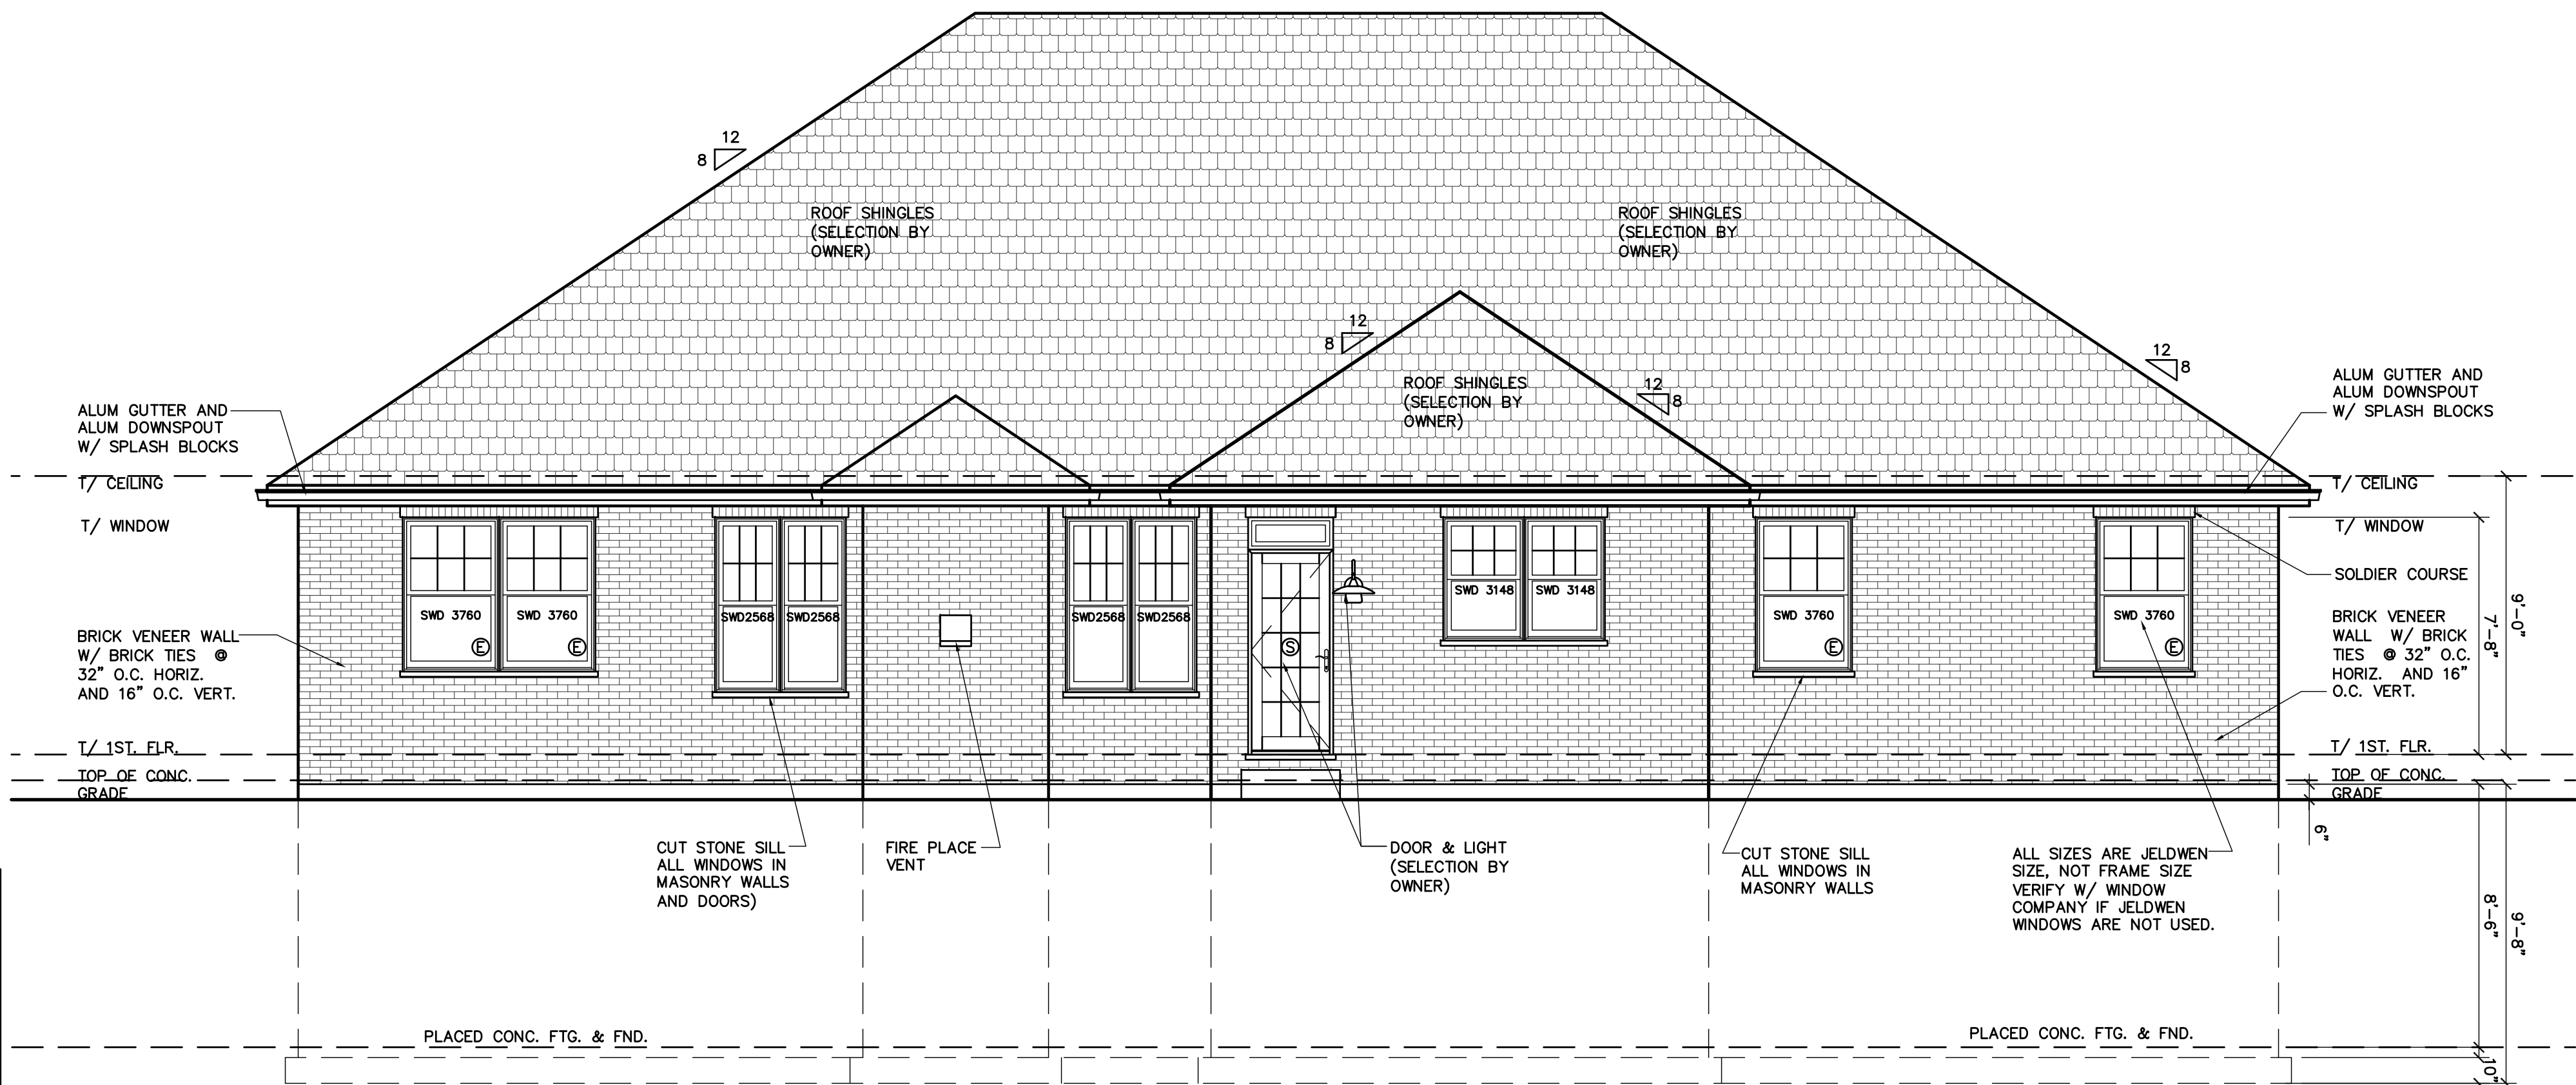 12
8
ROOF SHINGLES
(SELECTION BY
OWNER)
ROOF SHINGLES
(SELECTION BY
OWNER)
12
8
12
8
ROOF SHINGLES
(SELECTION BY
OWNER)
12
8
ALUM GUTTER AND
ALUM DOWNSPOUT
W/ SPLASH BLOCKS
ALUM GUTTER AND
ALUM DOWNSPOUT
W/ SPLASH BLOCKS
T/ CEILING
T/ CEILING
T/ WINDOW
T/ WINDOW
SOLDIER COURSE
SWD 3760
SWD 3760
E
E
SWD2568
SWD2568
SWD2568
SWD2568
S
SWD 3148
SWD 3148
SWD 3760
E
SWD 3760
E
BRICK VENEER WALL
W/ BRICK TIES @
32" O.C. HORIZ.
AND 16" O.C. VERT.
BRICK VENEER
WALL W/ BRICK
TIES @ 32" O.C.
HORIZ. AND 16"
O.C. VERT.
9'-0"
7'-8"
T/ 1ST. FLR.
T/ 1ST. FLR.
TOP OF CONC.
TOP OF CONC.
GRADE
GRADE
6"
CUT STONE SILL
ALL WINDOWS IN
MASONRY WALLS
AND DOORS)
FIRE PLACE
VENT
DOOR & LIGHT
(SELECTION BY
OWNER)
CUT STONE SILL
ALL WINDOWS IN
MASONRY WALLS
ALL SIZES ARE JELDWEN
SIZE, NOT FRAME SIZE
VERIFY W/ WINDOW
COMPANY IF JELDWEN
WINDOWS ARE NOT USED.
8'-6"
9'-8"
PLACED CONC. FTG. & FND.
PLACED CONC. FTG. & FND.
10"